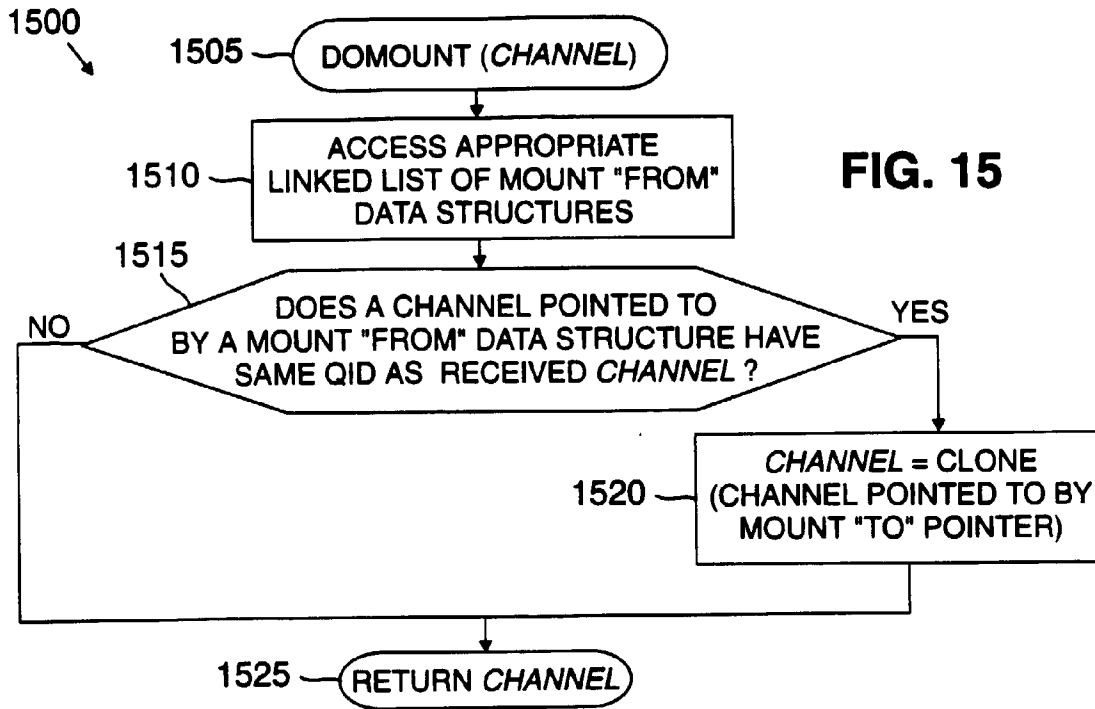 1500
1505
DOMOUNT (CHANNEL)
1510
ACCESS APPROPRIATE
LINKED LIST OF MOUNT "FROM"
DATA STRUCTURES
FIG. 15
1515
NO
DOES A CHANNEL POINTED TO
BY A MOUNT "FROM" DATA STRUCTURE HAVE
SAME QID AS RECEIVED CHANNEL ?
YES
1520
CHANNEL = CLONE
(CHANNEL POINTED TO BY
MOUNT "TO" POINTER)
1525
RETURN CHANNEL